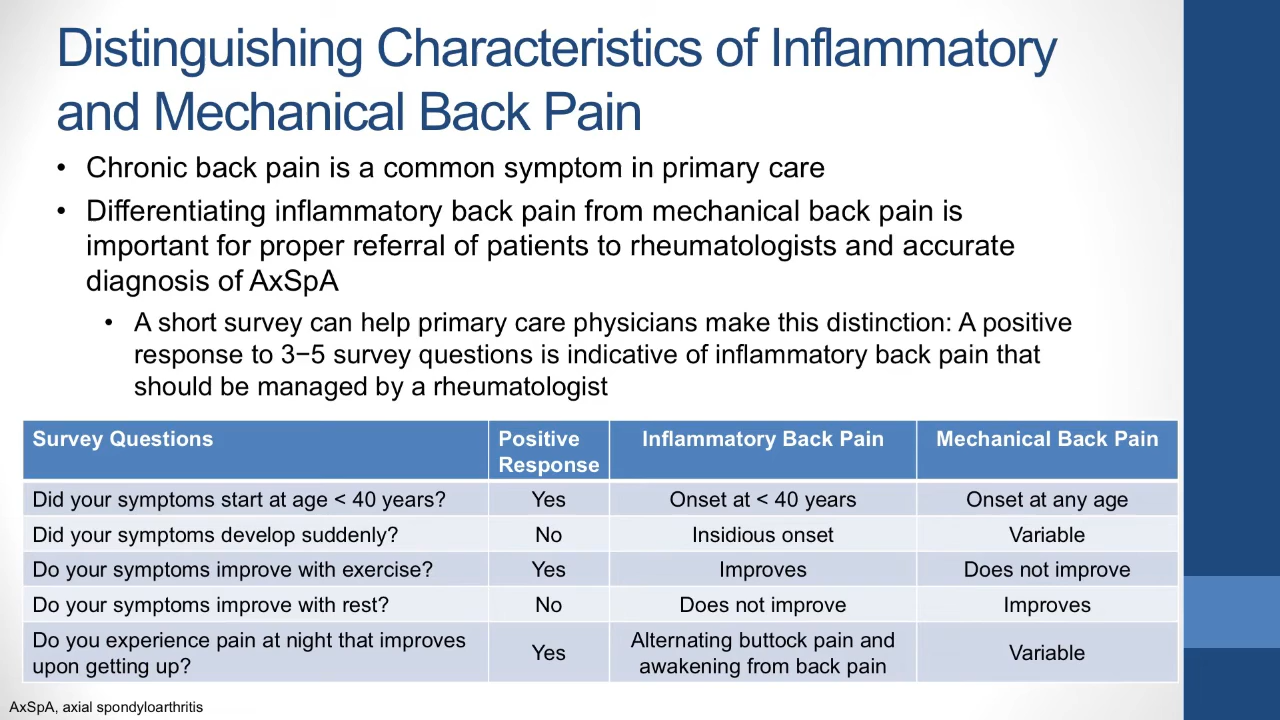 Distinguishing Characteristics of Inflammatory
and Mechanical Back Pain
• Chronic back pain is a common symptom in primary care
• Differentiating inflammatory back pain from mechanical back pain is
important for proper referral of patients to rheumatologists and accurate
diagnosis of AxSpA
• A short survey can help primary care physicians make this distinction: A positive
response to 3−5 survey questions is indicative of inflammatory back pain that
should be managed by a rheumatologist
Survey Questions Positive Response Inflammatory Back Pain Mechanical Back Pain
Did your symptoms start at age < 40 years? Yes Onset at < 40 years Onset at any age
Did your symptoms develop suddenly? No Insidious onset Variable
Do your symptoms improve with exercise? Yes Improves Does not improve
Do your symptoms improve with rest? No Does not improve Improves
Do you experience pain at night that improves upon getting up? Yes Alternating buttock pain and awakening from back pain Variable
AxSpA, axial spondyloarthritis